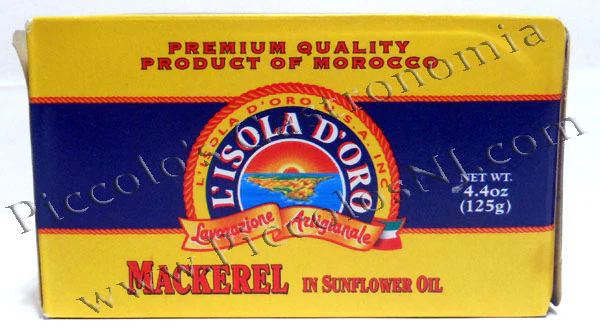 PREMIUM QUALITY
PRODUCT OF MOROCCO
L'ISOLA D'ORO U.S.A. INC.
L'ISOLA D'ORO
Lavorazione Artigianale
NET WT.
4.4oz
(125g)
MACKEREL IN SUNFLOWER OIL
Piccolo's Gastronomia
www.PiccolosNJ.com